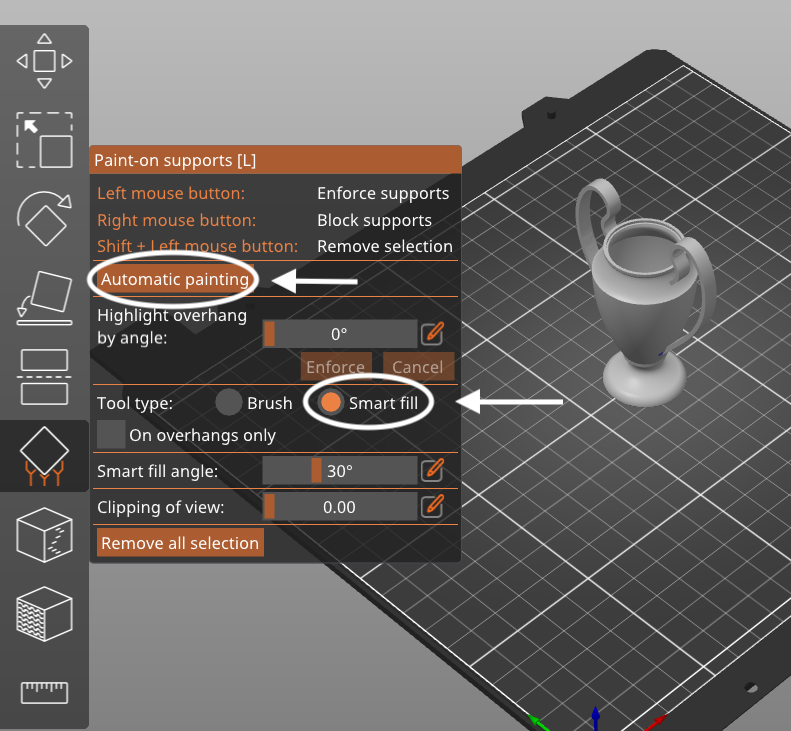 Paint-on supports [L]
Left mouse button: Enforce supports
Right mouse button: Block supports
Shift + Left mouse button: Remove selection
Automatic painting
Highlight overhang
by angle: 0°
Enforce Cancel
Tool type: Brush Smart fill
On overhangs only
Smart fill angle: 30°
Clipping of view: 0.00
Remove all selection